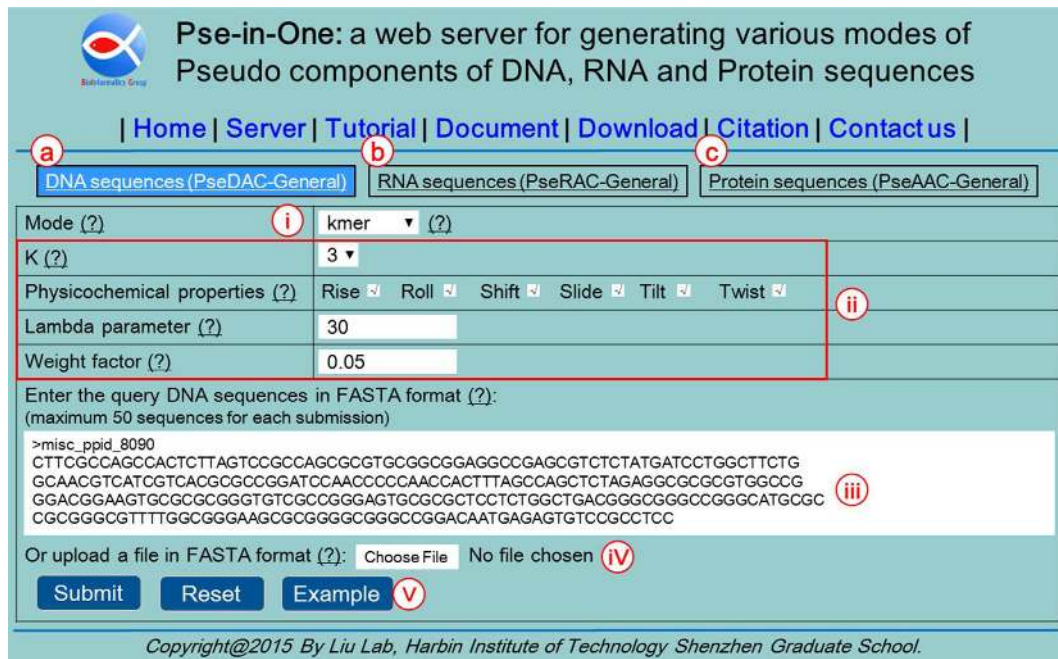 Pse-in-One: a web server for generating various modes of
Pseudo components of DNA, RNA and Protein sequences
Bioinformatics Group
| Home | Server | Tutorial | Document | Download | Citation | Contact us |
a b c
DNA sequences (PseDAC-General) RNA sequences (PseRAC-General) Protein sequences (PseAAC-General)
Mode (?) i kmer (?)
K (?) 3
Physicochemical properties (?) Rise Roll Shift Slide Tilt Twist
ii
Lambda parameter (?) 30
Weight factor (?) 0.05
Enter the query DNA sequences in FASTA format (?):
(maximum 50 sequences for each submission)
>misc_ppid_8090
CTTCGCCAGCCACTCTTAGTCCGCCAGCGCGTGCGGCGGAGGCCGAGCGTCTCTATGATCCTGGCTTCTG
GCAACGTCATCGTCACGCGCCGGATCCAACCCCCAACCACTTTAGCCAGCTCTAGAGGCGCGCGTGGCCG
GGACGGAAGTGCGCGCGGGTGTCGCCGGGAGTGCGCGCTCCTCTGGCTGACGGGCGGGCCGGGCATGCGC
CGCGGGCGTTTTGGCGGGAAGCGCGGGGCGGGCCGGACAATGAGAGTGTCCGCCTCC
iii
Or upload a file in FASTA format (?): Choose File No file chosen iV
Submit Reset Example V
Copyright@2015 By Liu Lab, Harbin Institute of Technology Shenzhen Graduate School.